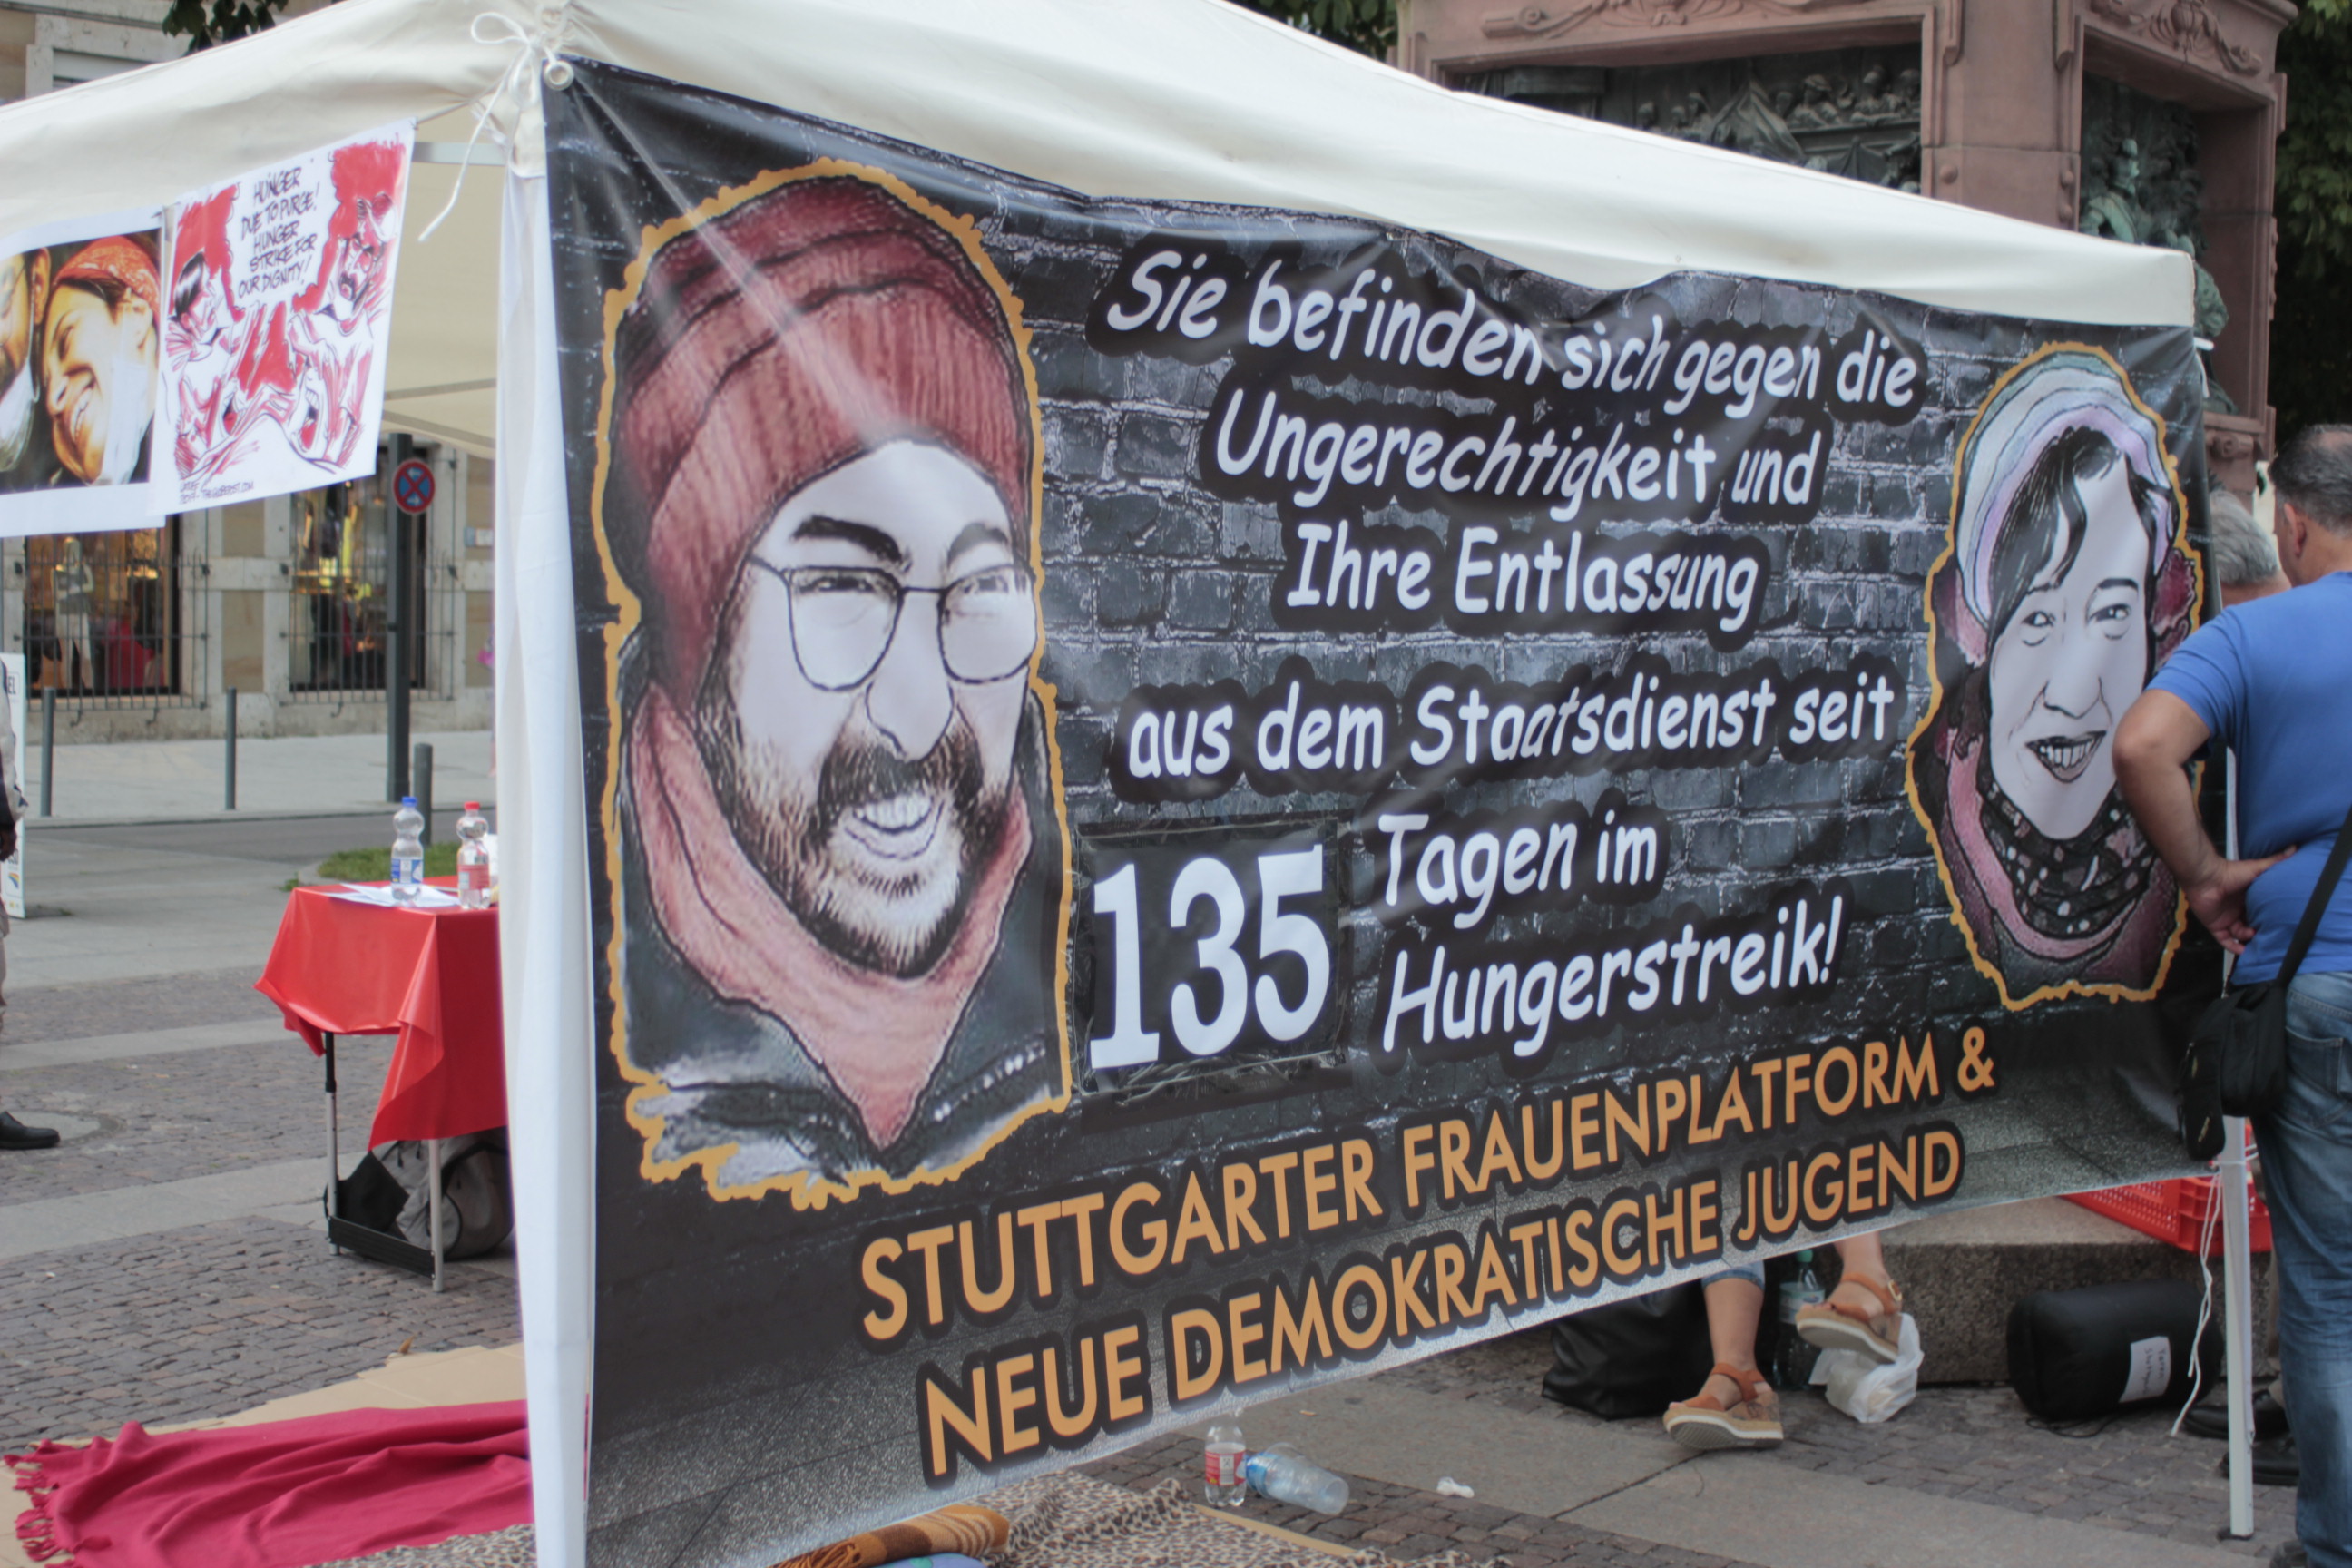 HUNGER
DUE TO PURGE!
HUNGER
STRIKE FOR
OUR DIGNITY!
Sie befinden sich gegen die
Ungerechtigkeit und
Ihre Entlassung
aus dem Staatsdienst seit
135 Tagen im
Hungerstreik!
STUTTGARTER FRAUENPLATFORM &
NEUE DEMOKRATISCHE JUGEND